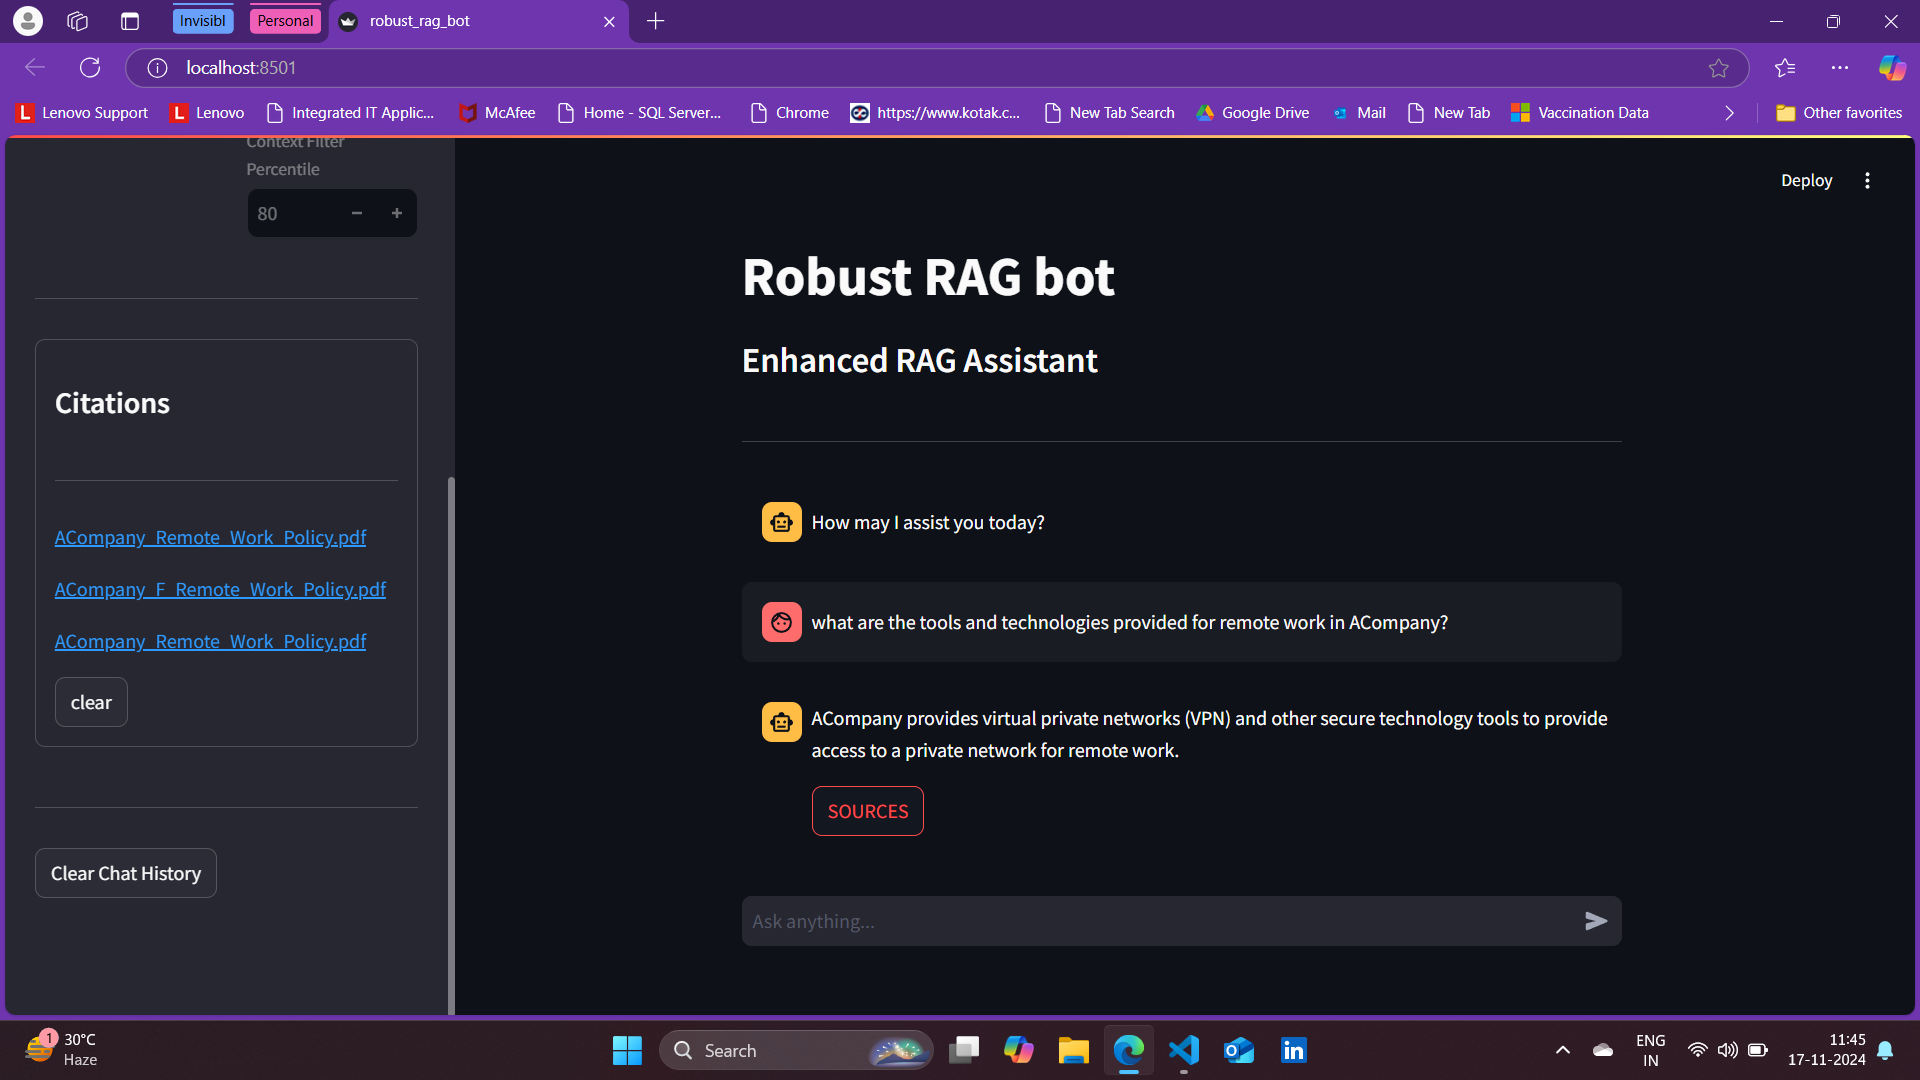 Invisibl
Personal
robust_rag_bot
localhost:8501
Lenovo Support
Lenovo
Integrated IT Applic...
McAfee
Home - SQL Server...
Chrome
https://www.kotak.c...
New Tab Search
Google Drive
Mail
New Tab
Vaccination Data
Other favorites
Context Filter
Percentile
80
Citations
ACompany_Remote_Work_Policy.pdf
ACompany_F_Remote_Work_Policy.pdf
ACompany_Remote_Work_Policy.pdf
clear
Clear Chat History
Deploy
Robust RAG bot
Enhanced RAG Assistant
How may I assist you today?
what are the tools and technologies provided for remote work in ACompany?
ACompany provides virtual private networks (VPN) and other secure technology tools to provide
access to a private network for remote work.
SOURCES
Ask anything...
1
30°C
Haze
Search
ENG
IN
11:45
17-11-2024